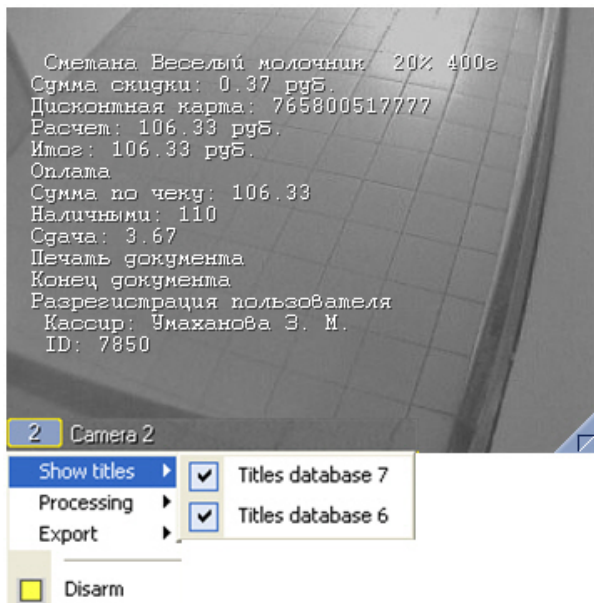 Сметана Веселый молочник 20% 400г
Сумма скидки: 0.37 руб.
Дисконтная карта: 765800517777
Расчет: 106.33 руб.
Итог: 106.33 руб.
Оплата
Сумма по чеку: 106.33
Наличными: 110
Сдача: 3.67
Печать документа
Конец документа
Разрегистрация пользователя
Кассир: Умаханова З. М.
ID: 7850
2 Camera 2
Show titles
Titles database 7
Processing
Titles database 6
Export
Disarm